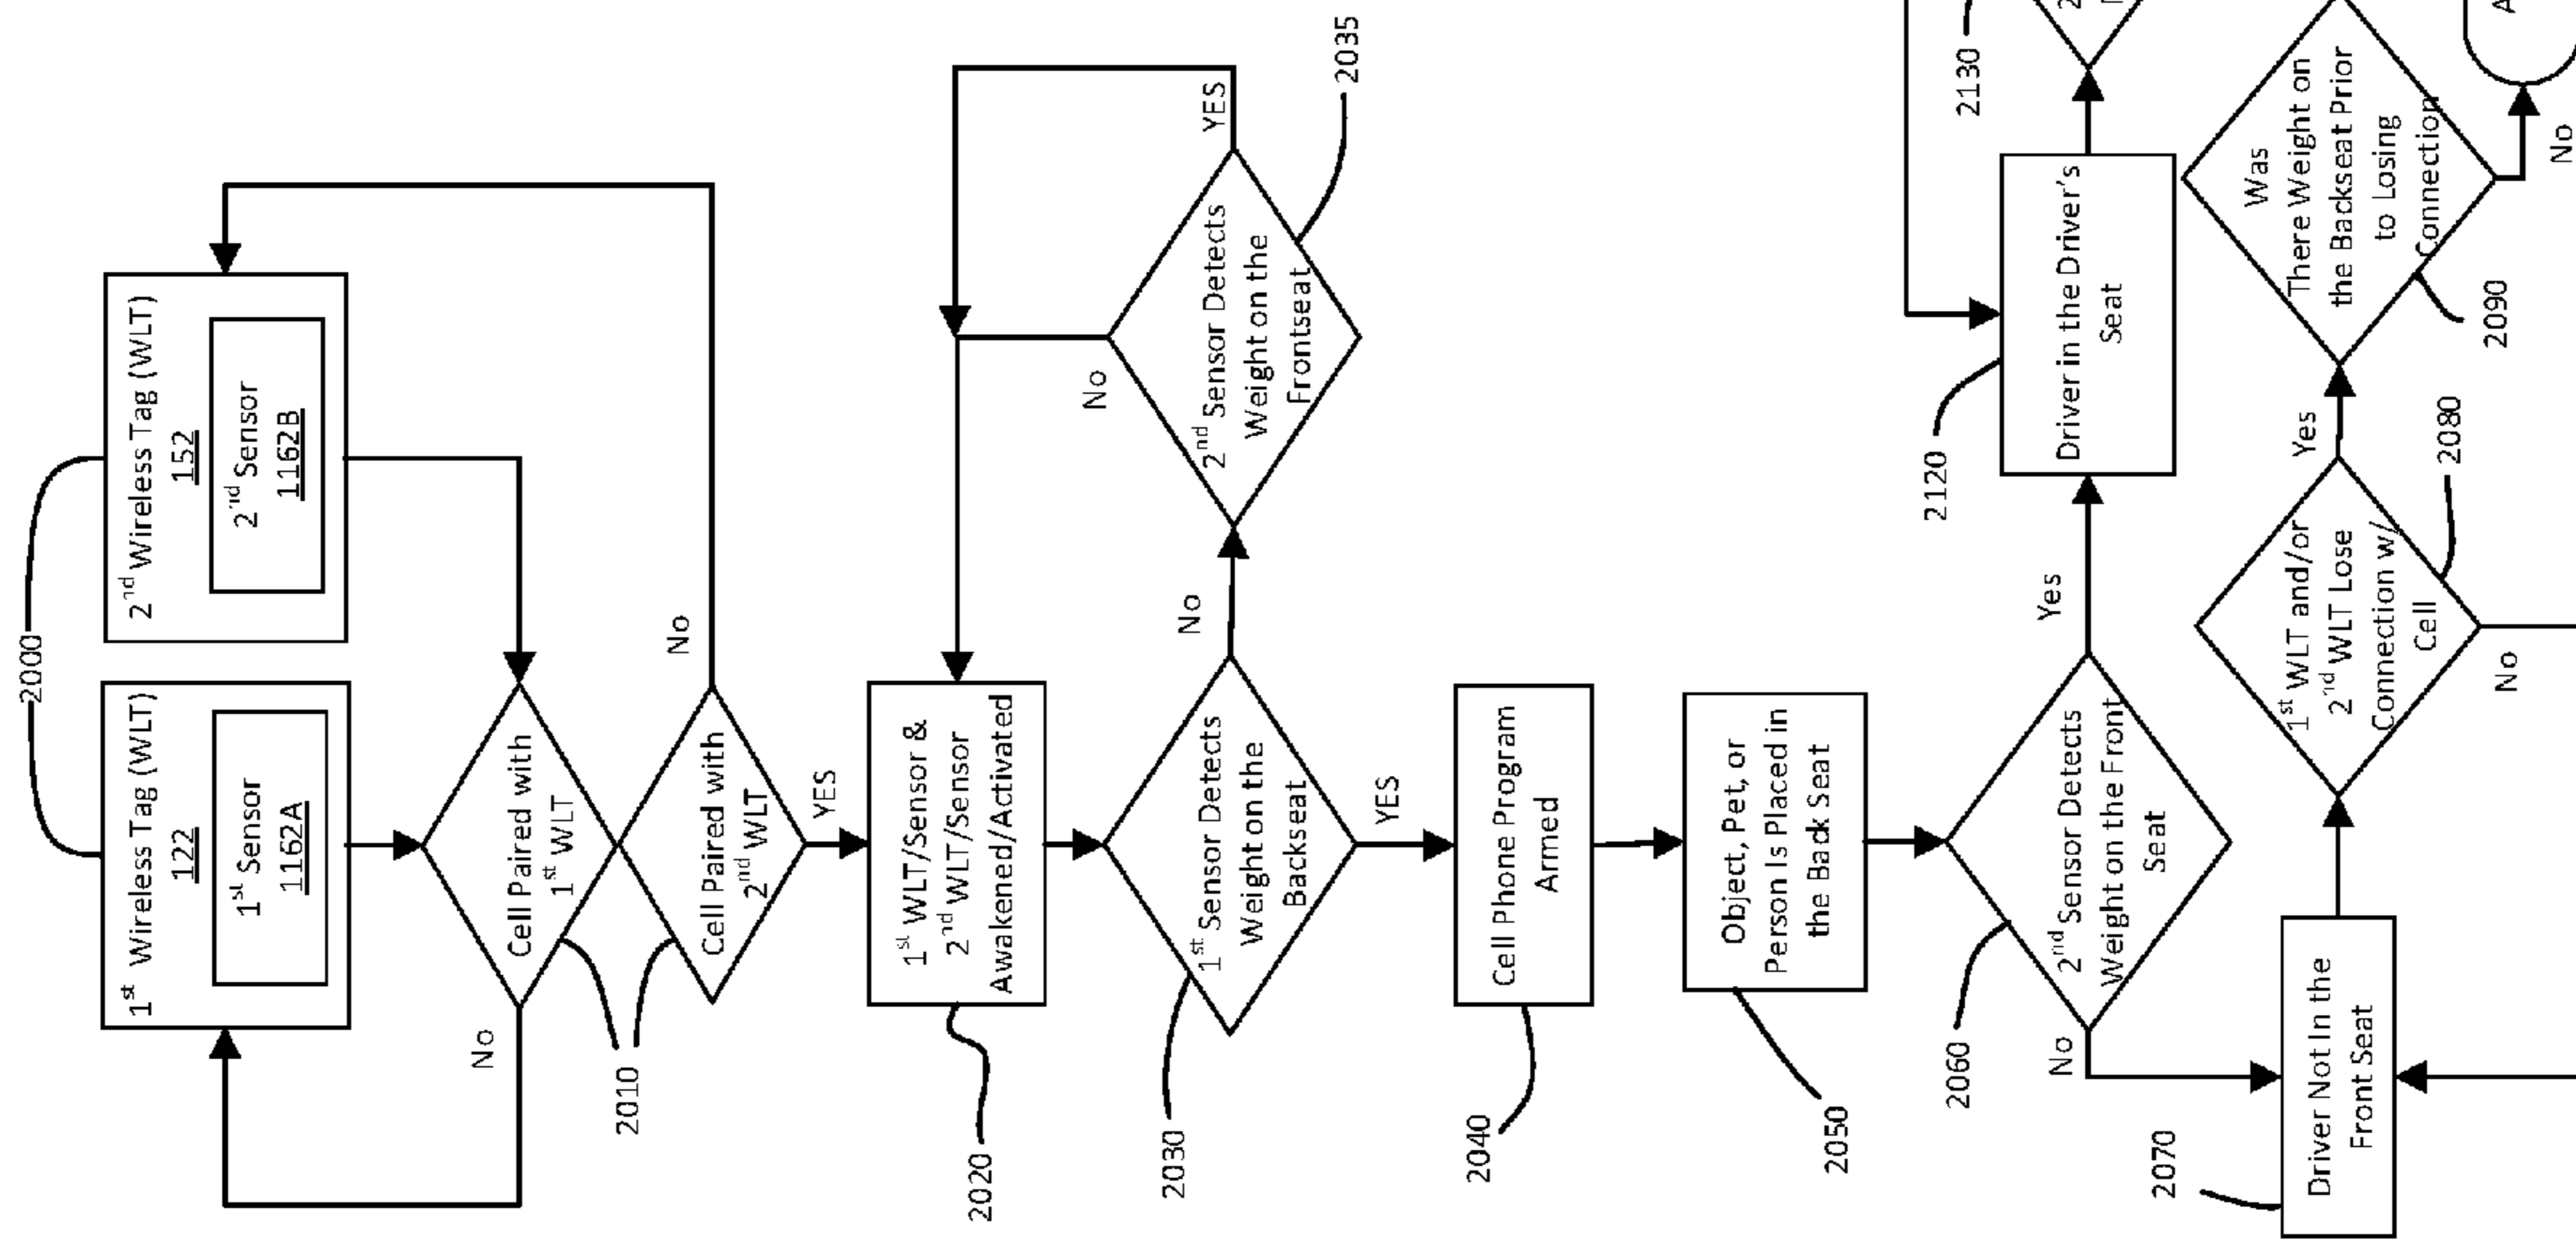 2000
1st Wireless Tag (WLT)
122
1st Sensor
1162A
2nd Wireless Tag (WLT)
152
2nd Sensor
1162B
Cell Paired with
1st WLT
No
2010
Cell Paired with
2nd WLT
No
YES
1st WLT/Sensor &
2nd WLT/Sensor
Awakened/Activated
2020
1st Sensor Detects
Weight on the
Backseat
2030
No
2nd Sensor Detects
Weight on the
Frontseat
2035
No
YES
YES
Cell Phone Program
Armed
2040
Object, Pet, or
Person Is Placed in
the Back Seat
2050
2nd Sensor Detects
Weight on the Front
Seat
2060
No
Yes
Driver in the Driver's
Seat
2120
2130
Driver Not In the
Front Seat
2070
1st WLT and/or
2nd WLT Lose
Connection w/
Cell
2080
No
Yes
Was
There Weight on
the Backseat Prior
to Losing
Connection
2090
No